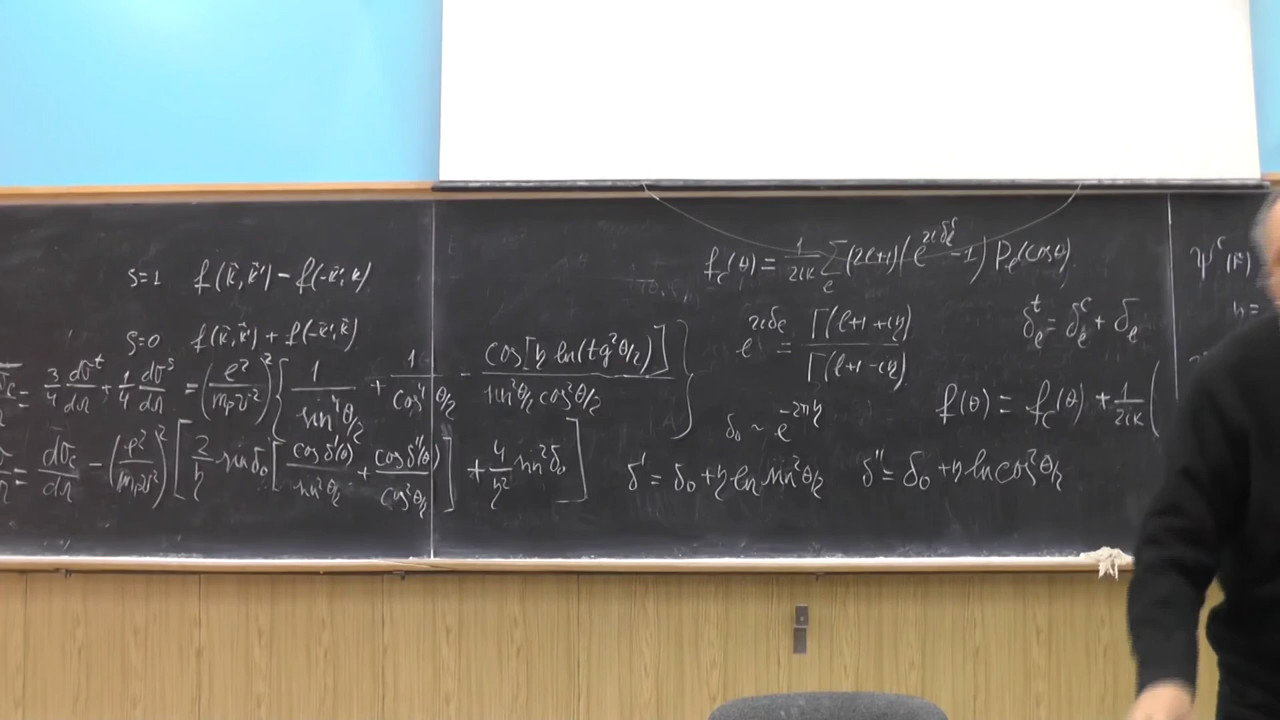 S=1 f(k⃗,k⃗') − f(−k⃗',k⃗)
S=0 f(k⃗,k⃗') + f(−k⃗',k⃗)
= 3/4 dσᵗ/dΩ + 1/4 dσˢ/dΩ = (e²/m_p v²)² { 1/sin⁴θ/2 + 1/cos⁴θ/2 − cos[η ln(tg²θ/2)]/sin²θ/2 cos²θ/2 }
= dσ_c/dΩ − (e²/m_p v²)² [ 2/η sin δ₀ [ cos δ'(θ)/sin²θ/2 + cos δ''(θ)/cos²θ/2 ] + 4/η² sin²δ₀ ]
f_c(θ) = 1/2ik Σ_ℓ (2ℓ+1)(e^{2iδ_ℓ^c} − 1) P_ℓ(cosθ)
e^{2iδ_ℓ} = Γ(ℓ+1+iη)/Γ(ℓ+1−iη)
δ_ℓ^t = δ_ℓ^c + δ_ℓ
f(θ) = f_c(θ) + 1/2ik (
δ₀ ~ e^{−2πη}
δ' = δ₀ + η ln sin²θ/2 δ'' = δ₀ + η ln cos²θ/2